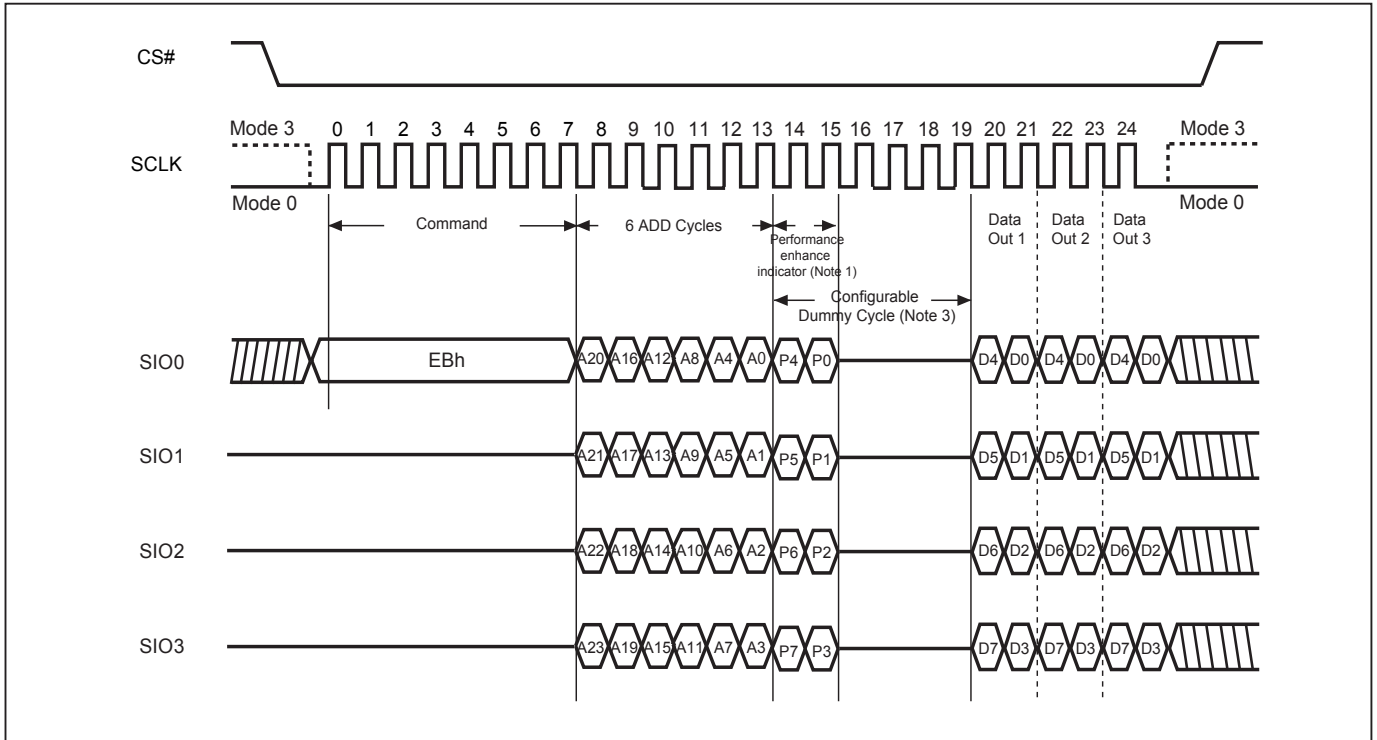 CS#
Mode 3 0 1 2 3 4 5 6 7 8 9 10 11 12 13 14 15 16 17 18 19 20 21 22 23 24 Mode 3
SCLK
Mode 0 Mode 0
Command 6 ADD Cycles Data Data Data
Out 1 Out 2 Out 3
Performance
enhance
indicator (Note 1)
Configurable
Dummy Cycle (Note 3)
SIO0 EBh A20 A16 A12 A8 A4 A0 P4 P0 D4 D0 D4 D0 D4 D0
SIO1 A21 A17 A13 A9 A5 A1 P5 P1 D5 D1 D5 D1 D5 D1
SIO2 A22 A18 A14 A10 A6 A2 P6 P2 D6 D2 D6 D2 D6 D2
SIO3 A23 A19 A15 A11 A7 A3 P7 P3 D7 D3 D7 D3 D7 D3